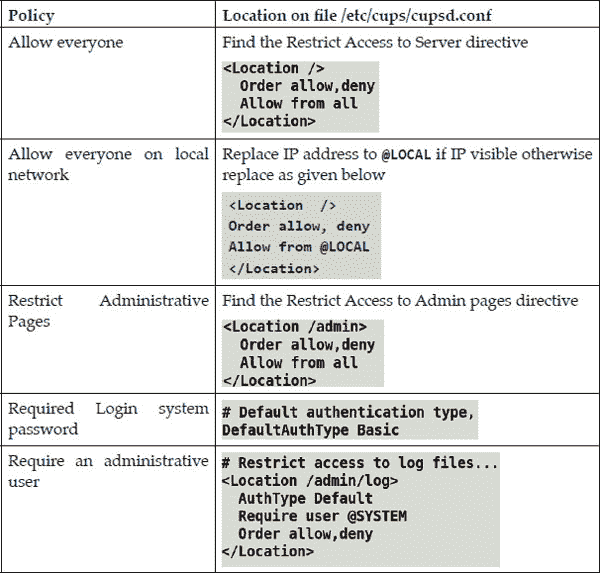 Policy Location on file /etc/cups/cupsd.conf
Allow everyone Find the Restrict Access to Server directive
<Location />
Order allow,deny
Allow from all
</Location>
Allow everyone on local Replace IP address to @LOCAL if IP visible otherwise
network replace as given below
<Location />
Order allow, deny
Allow from @LOCAL
</Location>
Restrict Administrative Find the Restrict Access to Admin pages directive
Pages
<Location /admin>
Order allow,deny
Allow from all
</Location>
Required Login system # Default authentication type,
password DefaultAuthType Basic
Require an administrative # Restrict access to log files...
user <Location /admin/log>
AuthType Default
Require user @SYSTEM
Order allow,deny
</Location>